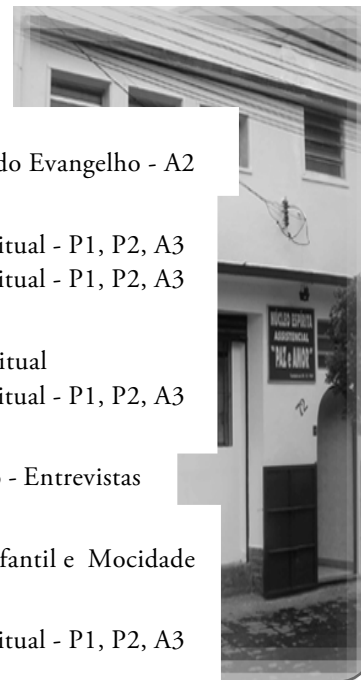 do Evangelho - A2
itual - P1, P2, A3
itual - P1, P2, A3
itual
itual - P1, P2, A3
- Entrevistas
nfantil e Mocidade
itual - P1, P2, A3
NÚCLEO ESPÍRITA
ASSISTENCIAL
"PAZ e AMOR"
72